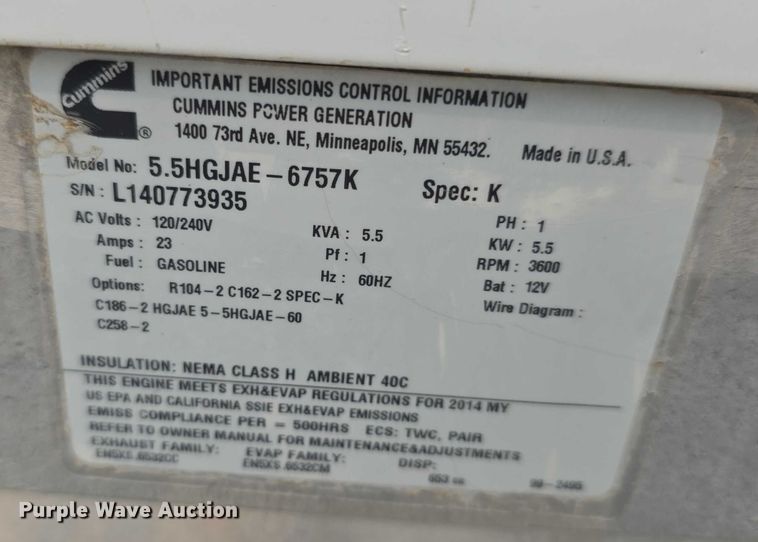 Cummins
®
IMPORTANT EMISSIONS CONTROL INFORMATION
CUMMINS POWER GENERATION
1400 73rd Ave. NE, Minneapolis, MN 55432. Made in U.S.A.
Model No: 5.5HGJAE-6757K Spec: K
S/N : L140773935
AC Volts : 120/240V KVA : 5.5 PH : 1
Amps : 23 Pf : 1 KW : 5.5
Fuel : GASOLINE Hz : 60HZ RPM : 3600
Options: R104-2 C162-2 SPEC-K Bat : 12V
C186-2 HGJAE 5-5HGJAE-60 Wire Diagram :
C258-2
INSULATION: NEMA CLASS H AMBIENT 40C
THIS ENGINE MEETS EXH&EVAP REGULATIONS FOR 2014 MY
US EPA AND CALIFORNIA SSIE EXH&EVAP EMISSIONS
EMISS COMPLIANCE PER = 500HRS ECS: TWC, PAIR
REFER TO OWNER MANUAL FOR MAINTENANCE&ADJUSTMENTS
EXHAUST FAMILY: EVAP FAMILY: DISP:
653 cc 99-2495
Purple Wave Auction